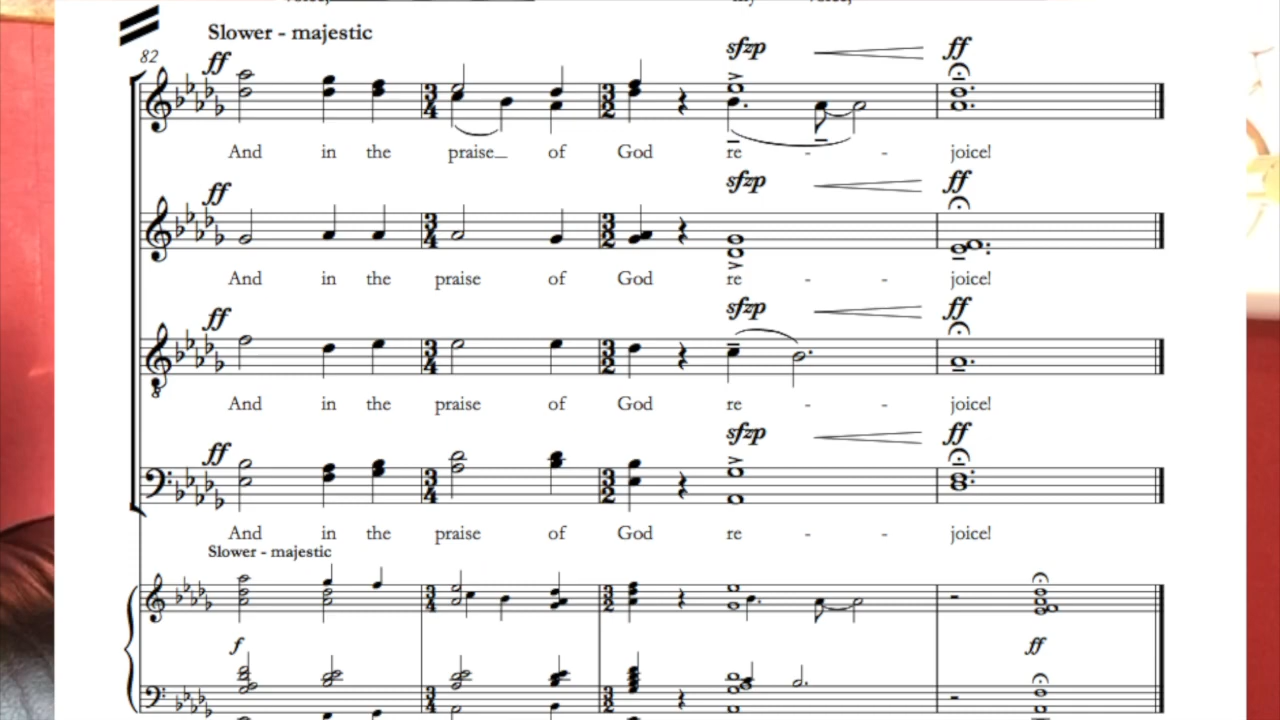 Slower - majestic
82
ff sfzp ff
And in the praise of God re - - joice!
ff sfzp ff
And in the praise of God re - - joice!
ff sfzp ff
And in the praise of God re - - joice!
ff sfzp ff
And in the praise of God re - - joice!
Slower - majestic
f ff